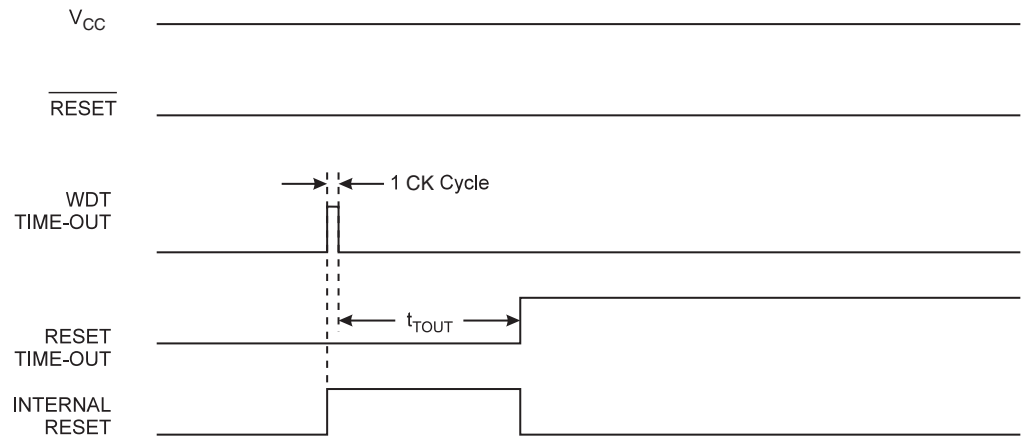 VCC
RESET
1 CK Cycle
WDT
TIME-OUT
tTOUT
RESET
TIME-OUT
INTERNAL
RESET